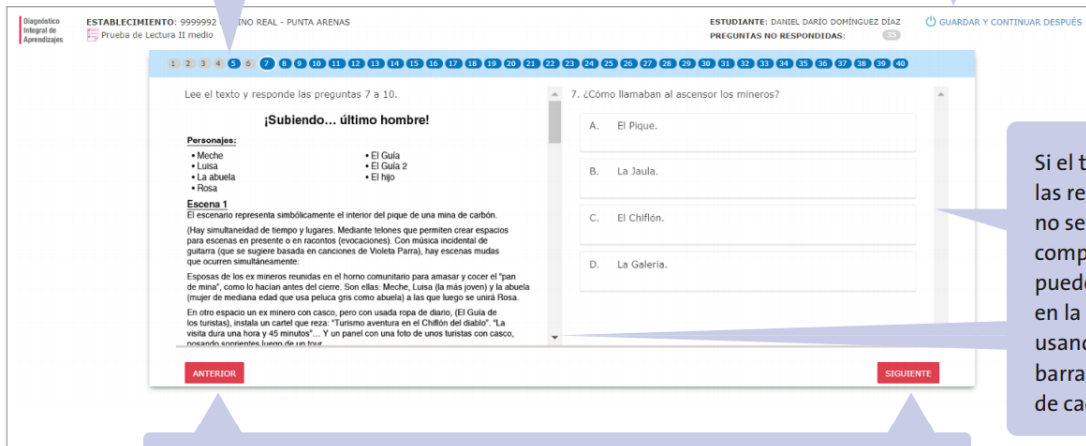 Diagnóstico
Integral de
Aprendizajes
ESTABLECIMIENTO: 9999992 INO REAL - PUNTA ARENAS
Prueba de Lectura II medio
ESTUDIANTE: DANIEL DARÍO DOMÍNGUEZ DÍAZ
PREGUNTAS NO RESPONDIDAS: 35
GUARDAR Y CONTINUAR DESPUÉS
1 2 3 4 5 6 7 8 9 10 11 12 13 14 15 16 17 18 19 20 21 22 23 24 25 26 27 28 29 30 31 32 33 34 35 36 37 38 39 40
Lee el texto y responde las preguntas 7 a 10.
¡Subiendo... último hombre!
Personajes:
• Meche
• Luisa
• La abuela
• Rosa
• El Guía
• El Guía 2
• El hijo
Escena 1
El escenario representa simbólicamente el interior del pique de una mina de carbón.
(Hay simultaneidad de tiempo y lugares. Mediante telones que permiten crear espacios
para escenas en presente o en racontos (evocaciones). Con música incidental de
guitarra (que se sugiere basada en canciones de Violeta Parra), hay escenas mudas
que ocurren simultáneamente:
Esposas de los ex mineros reunidas en el horno comunitario para amasar y cocer el "pan
de mina", como lo hacían antes del cierre. Son ellas: Meche, Luisa (la más joven) y la abuela
(mujer de mediana edad que usa peluca gris como abuela) a las que luego se unirá Rosa.
En otro espacio un ex minero con casco, pero con usada ropa de diario, (El Guía de
los turistas), instala un cartel que reza: "Turismo aventura en el Chiflón del diablo". "La
visita dura una hora y 45 minutos"... Y un panel con una foto de unos turistas con casco,
posando sonrientes luego de un tour
7. ¿Cómo llamaban al ascensor los mineros?
A. El Pique.
B. La Jaula.
C. El Chiflón.
D. La Galería.
ANTERIOR
SIGUIENTE
Si el t
las re
no se
comp
pued
en la
usand
barra
de ca